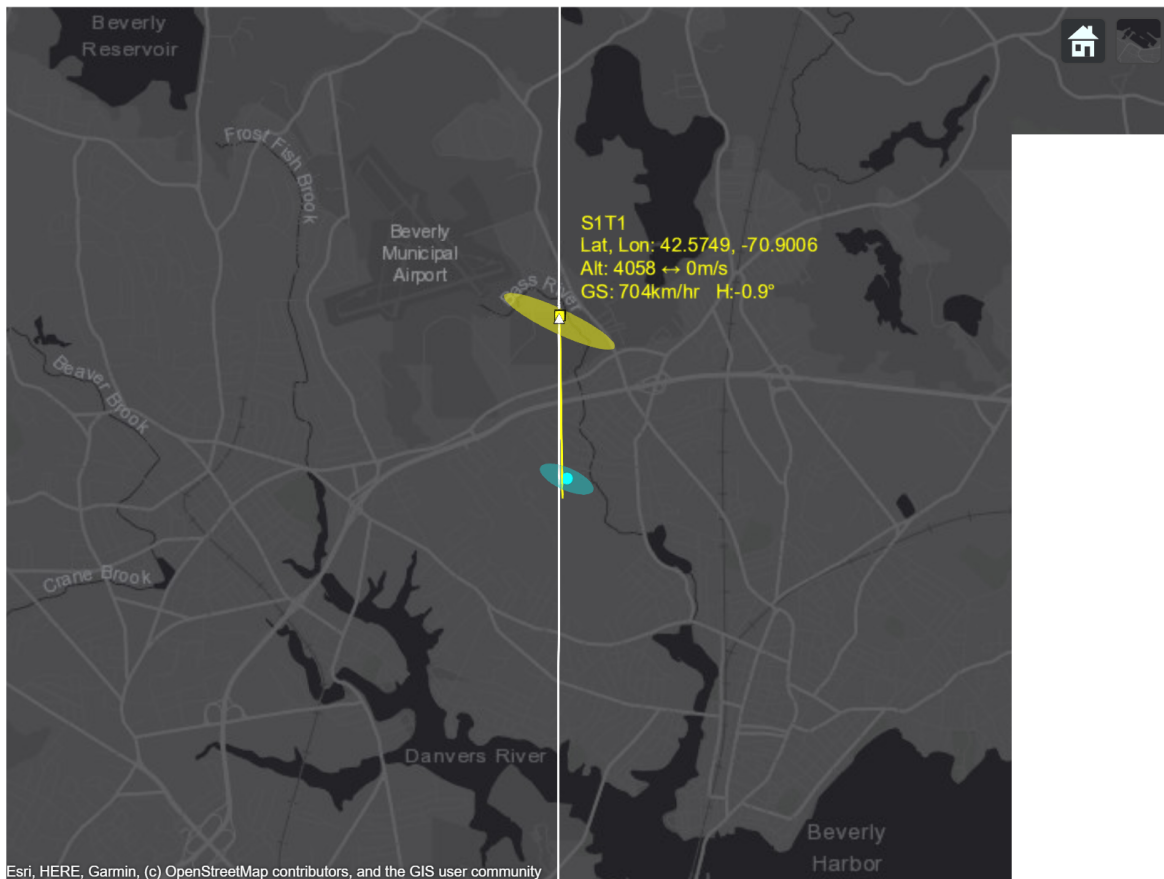 Beverly
Reservoir
Frost Fish Brook
Beverly
Municipal
Airport
S1T1
Lat, Lon: 42.5749, -70.9006
Alt: 4058 ↔ 0m/s
GS: 704km/hr H:-0.9°
Bass River
Beaver Brook
Crane Brook
Danvers River
Beverly
Harbor
Esri, HERE, Garmin, (c) OpenStreetMap contributors, and the GIS user community